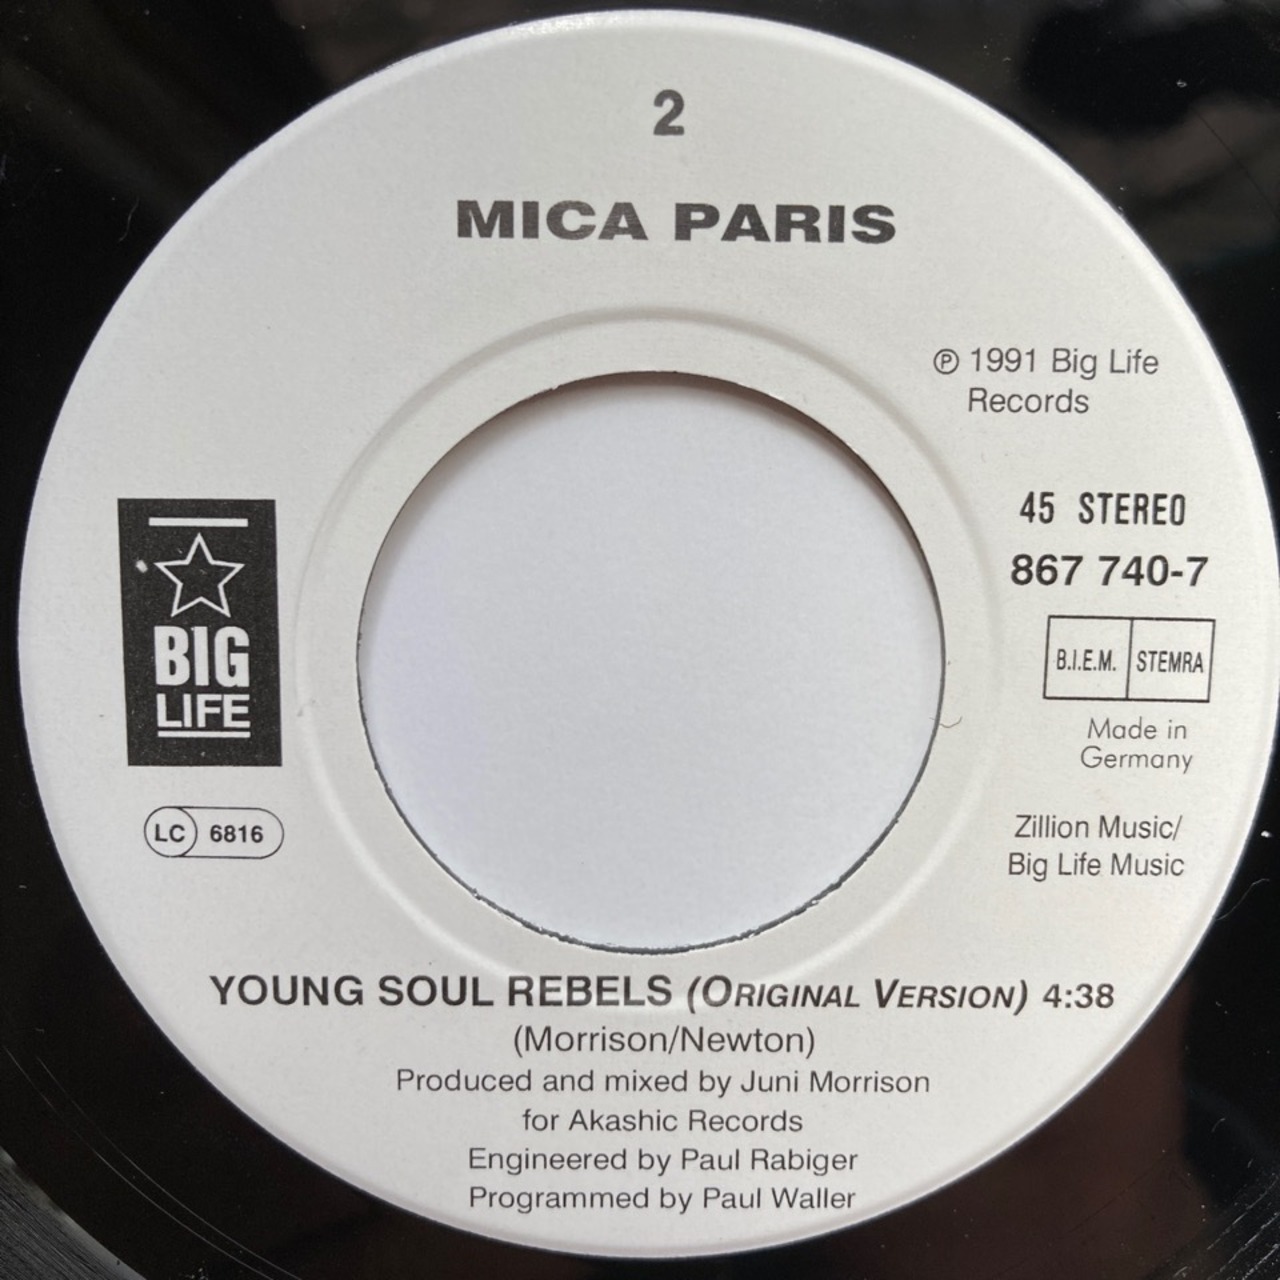 2
MICA PARIS
℗ 1991 Big Life
Records
45 STEREO
867 740-7
B.I.E.M. STEMRA
Made in
Germany
BIG
LIFE
LC 6816
Zillion Music/
Big Life Music
YOUNG SOUL REBELS (ORIGINAL VERSION) 4:38
(Morrison/Newton)
Produced and mixed by Juni Morrison
for Akashic Records
Engineered by Paul Rabiger
Programmed by Paul Waller